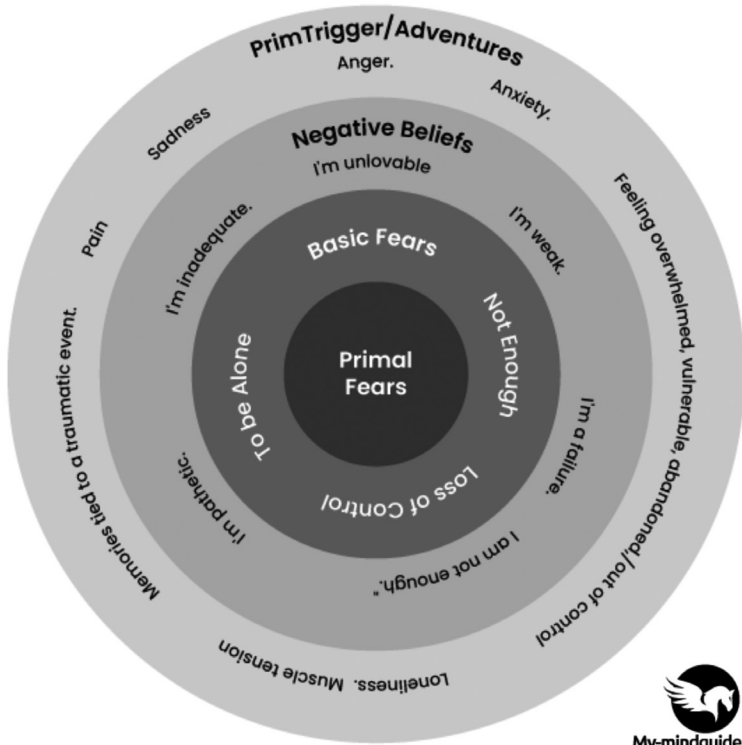 PrimTrigger/Adventures
Anger.
Anxiety.
Feeling overwhelmed, vulnerable, abandoned,/out of control
Loneliness. Muscle tension
Memories tied to a traumatic event.
Pain
Sadness
Negative Beliefs
I'm unlovable
I'm weak.
I'm a failure.
I am not enough."
I'm pathetic.
I'm inadequate.
Basic Fears
Not Enough
Loss of Control
To be Alone
Primal
Fears
My-mindguide